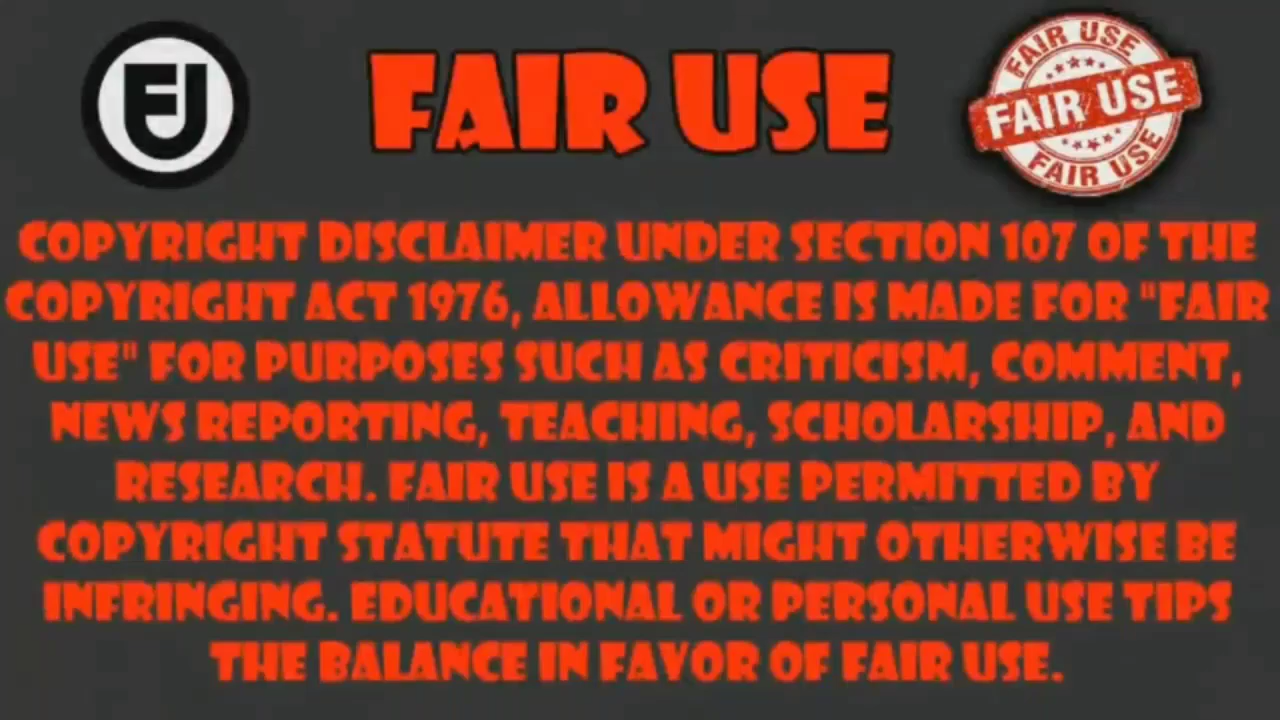 FU
FAIR USE
FAIR USE
FAIR USE
FAIR USE
COPYRIGHT DISCLAIMER UNDER SECTION 107 OF THE
COPYRIGHT ACT 1976, ALLOWANCE IS MADE FOR "FAIR
USE" FOR PURPOSES SUCH AS CRITICISM, COMMENT,
NEWS REPORTING, TEACHING, SCHOLARSHIP, AND
RESEARCH. FAIR USE IS A USE PERMITTED BY
COPYRIGHT STATUTE THAT MIGHT OTHERWISE BE
INFRINGING. EDUCATIONAL OR PERSONAL USE TIPS
THE BALANCE IN FAVOR OF FAIR USE.